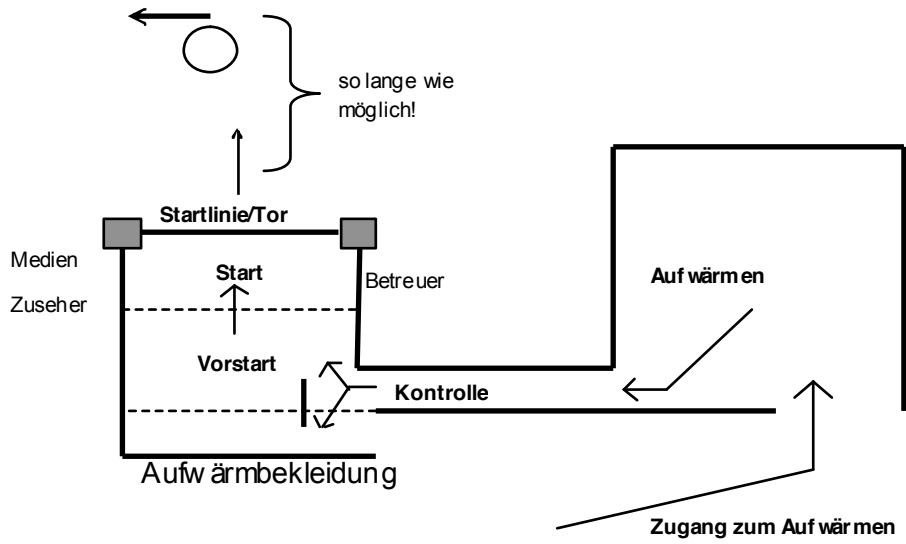 so lange wie
möglich!
Startlinie/Tor
Medien
Zuseher
Start
Betreuer
Aufwärmen
Vorstart
Kontrolle
Aufwärmbekleidung
Zugang zum Aufwärmen